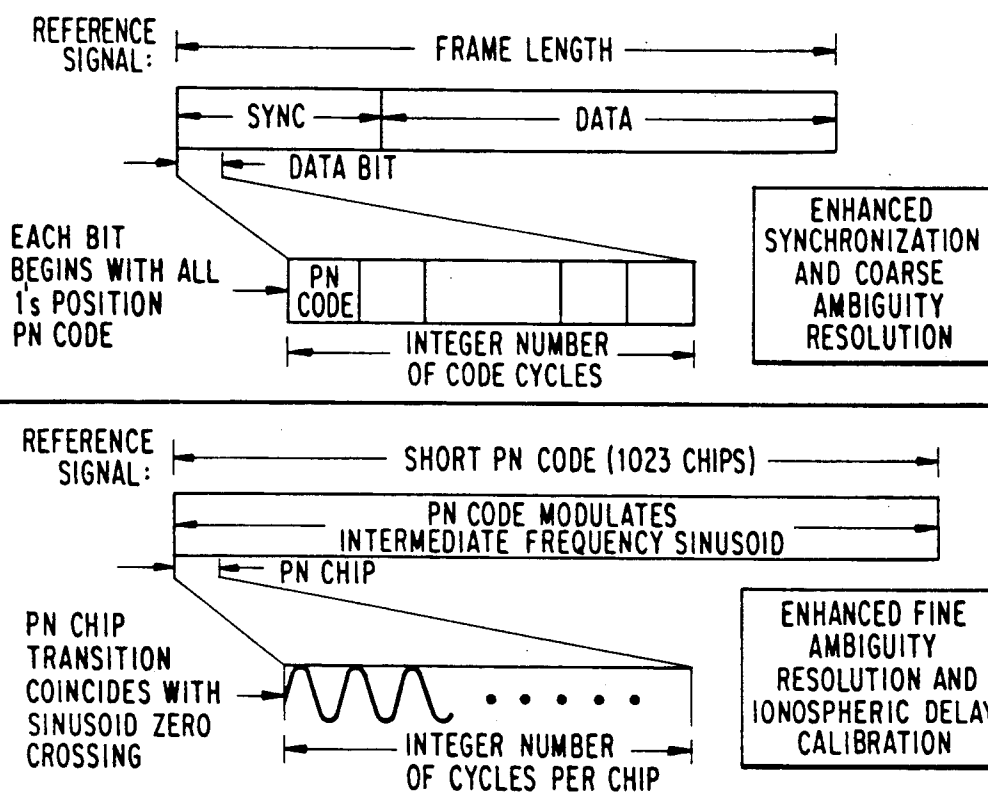 REFERENCE
SIGNAL:
FRAME LENGTH
SYNC
DATA
DATA BIT
EACH BIT
BEGINS WITH ALL
1's POSITION
PN CODE
PN
CODE
INTEGER NUMBER
OF CODE CYCLES
ENHANCED
SYNCHRONIZATION
AND COARSE
AMBIGUITY
RESOLUTION
REFERENCE
SIGNAL:
SHORT PN CODE (1023 CHIPS)
PN CODE MODULATES
INTERMEDIATE FREQUENCY SINUSOID
PN CHIP
PN CHIP
TRANSITION
COINCIDES WITH
SINUSOID ZERO
CROSSING
INTEGER NUMBER
OF CYCLES PER CHIP
ENHANCED FINE
AMBIGUITY
RESOLUTION AND
IONOSPHERIC DELAY
CALIBRATION